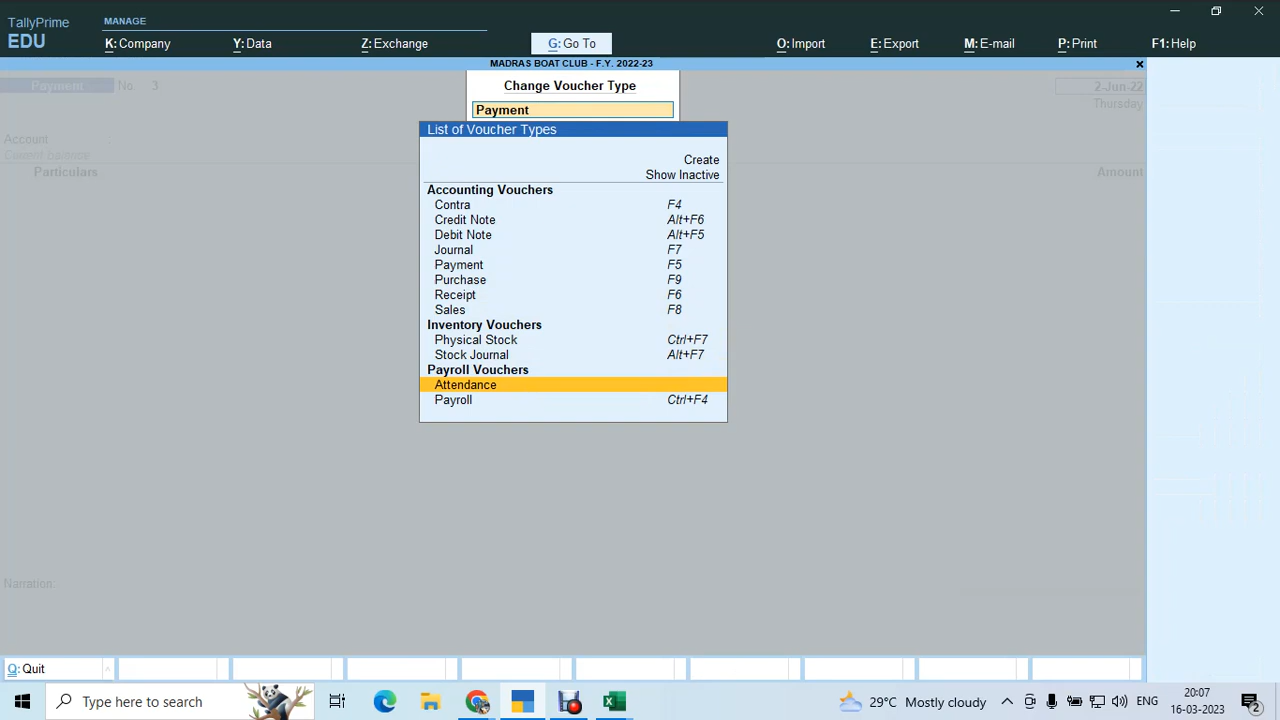 TallyPrime
EDU
MANAGE
K:Company
Y:Data
Z:Exchange
G:Go To
O:Import
E:Export
M:E-mail
P:Print
F1:Help
MADRAS BOAT CLUB - F.Y. 2022-23
Payment No. 3
2-Jun-22
Thursday
Account :
Current balance
Particulars
Amount
Change Voucher Type
Payment
List of Voucher Types
Create
Show Inactive
Accounting Vouchers
Contra F4
Credit Note Alt+F6
Debit Note Alt+F5
Journal F7
Payment F5
Purchase F9
Receipt F6
Sales F8
Inventory Vouchers
Physical Stock Ctrl+F7
Stock Journal Alt+F7
Payroll Vouchers
Attendance
Payroll Ctrl+F4
Narration:
Q:Quit
Type here to search
29°C Mostly cloudy
ENG
20:07
16-03-2023
2